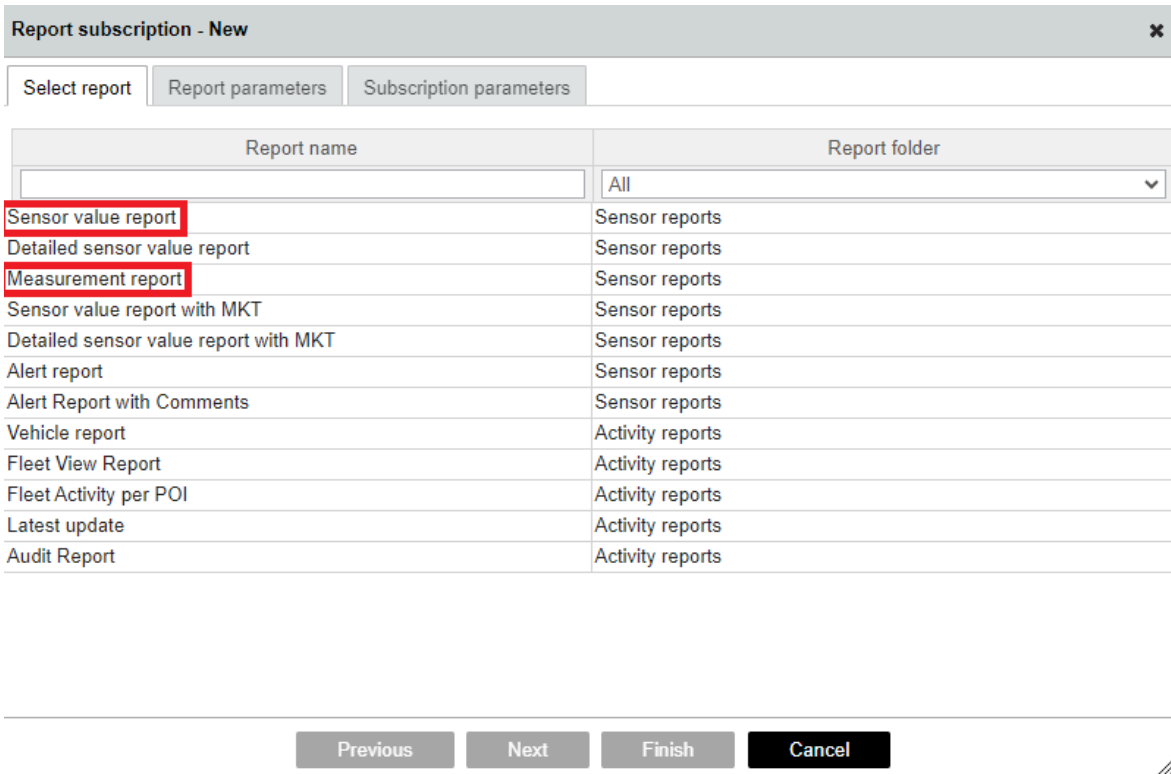 Report subscription - New
Select report Report parameters Subscription parameters
Report name Report folder
All
Sensor value report Sensor reports
Detailed sensor value report Sensor reports
Measurement report Sensor reports
Sensor value report with MKT Sensor reports
Detailed sensor value report with MKT Sensor reports
Alert report Sensor reports
Alert Report with Comments Sensor reports
Vehicle report Activity reports
Fleet View Report Activity reports
Fleet Activity per POI Activity reports
Latest update Activity reports
Audit Report Activity reports
Previous Next Finish Cancel